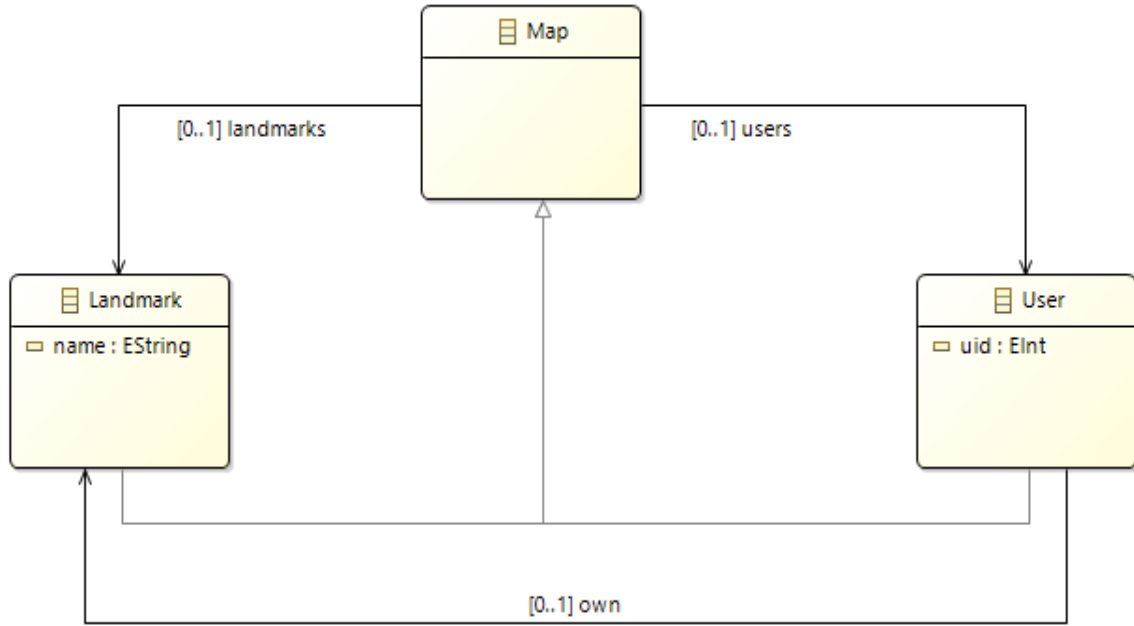 Map
[0..1] landmarks
[0..1] users
Landmark
name : EString
User
uid : EInt
[0..1] own